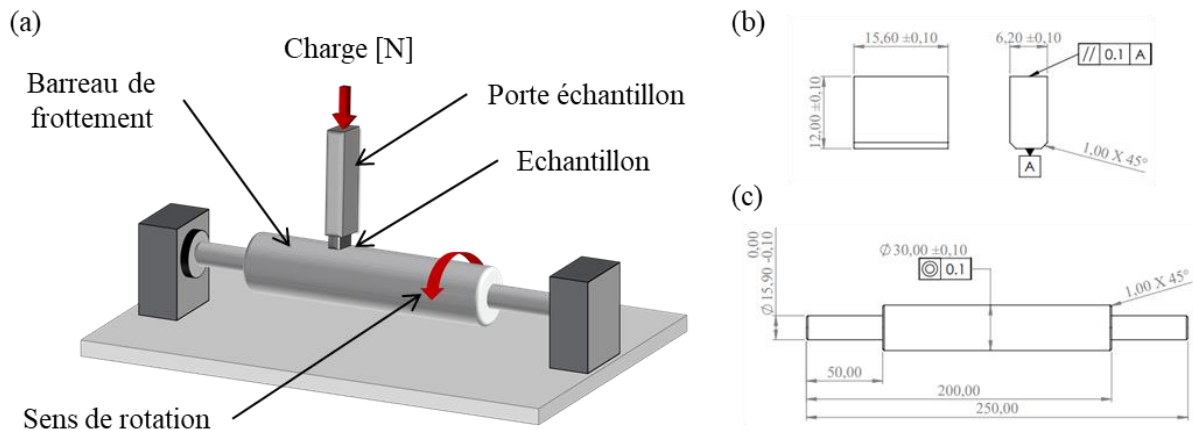 (a)
Charge [N]
Barreau de
frottement
Porte échantillon
Echantillon
Sens de rotation
(b)
15,60 ±0,10
6,20 ±0,10
// 0.1 A
12,00 ±0,10
1,00 X 45°
A
(c)
0,00
Ø 15,90 -0,10
Ø 30,00 ±0,10
◎ 0.1
1,00 X 45°
50,00
200,00
250,00